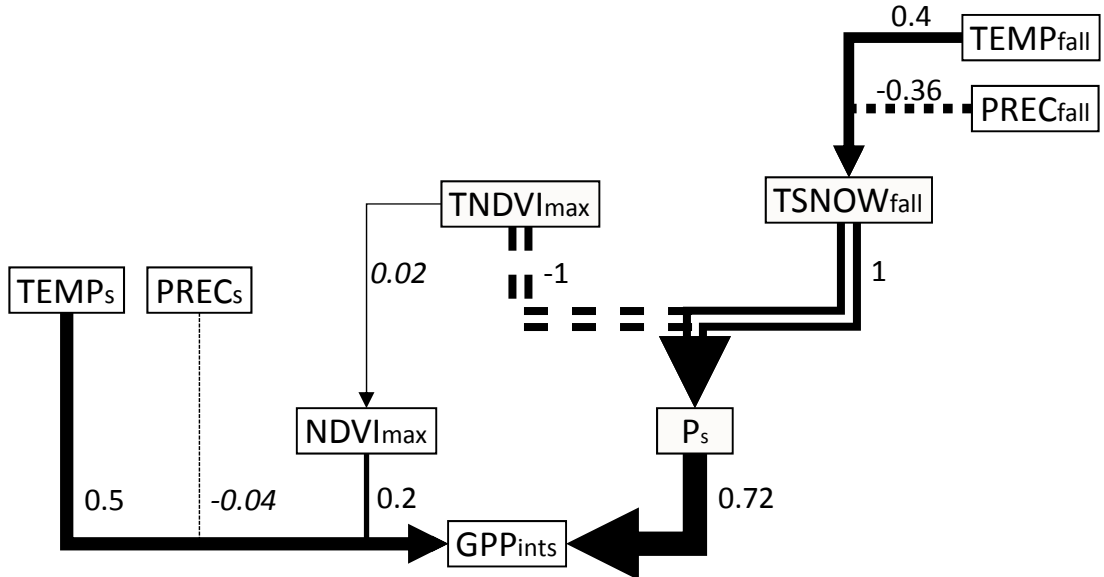 0.4
TEMPfall
-0.36
PRECfall
TNDVImax
TSNOWfall
0.02
-1
1
TEMPs
PRECs
NDVImax
Ps
0.5
-0.04
0.2
0.72
GPPints